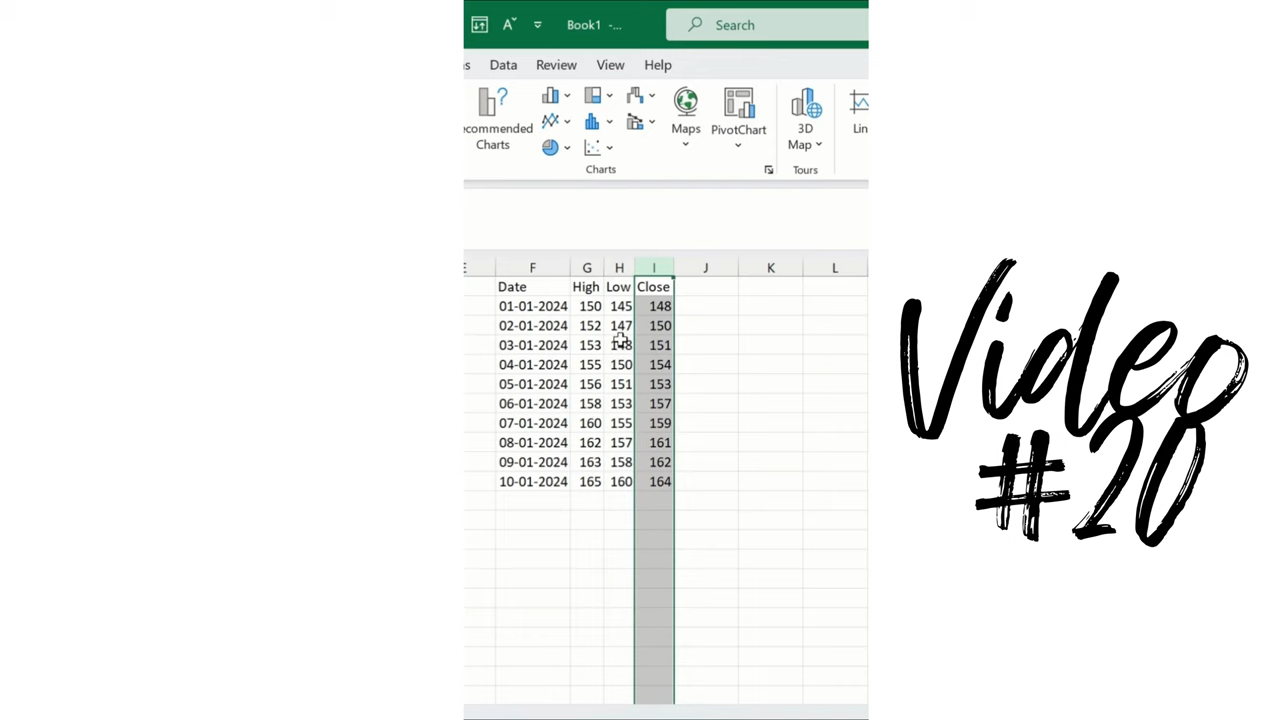 Book1 -...
Search
s Data Review View Help
ecommended
Charts
Maps
PivotChart
3D
Map
Lin
Charts
Tours
E F G H I J K L
Date High Low Close
01-01-2024 150 145 148
02-01-2024 152 147 150
03-01-2024 153 148 151
04-01-2024 155 150 154
05-01-2024 156 151 153
06-01-2024 158 153 157
07-01-2024 160 155 159
08-01-2024 162 157 161
09-01-2024 163 158 162
10-01-2024 165 160 164
Video
#20